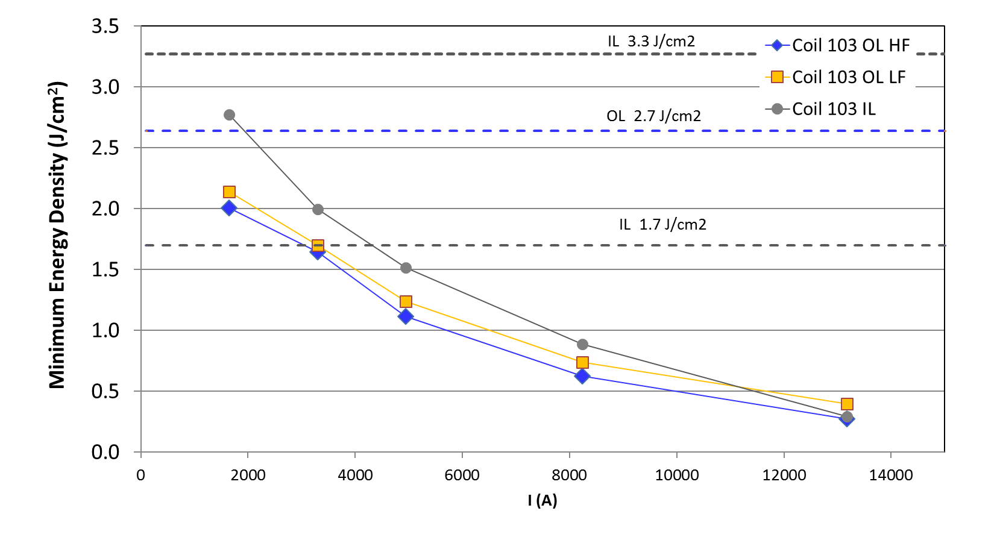 3.5
3.0
2.5
2.0
1.5
1.0
0.5
0.0
Minimum Energy Density (J/cm²)
IL 3.3 J/cm2
OL 2.7 J/cm2
IL 1.7 J/cm2
Coil 103 OL HF
Coil 103 OL LF
Coil 103 IL
0 2000 4000 6000 8000 10000 12000 14000
I (A)